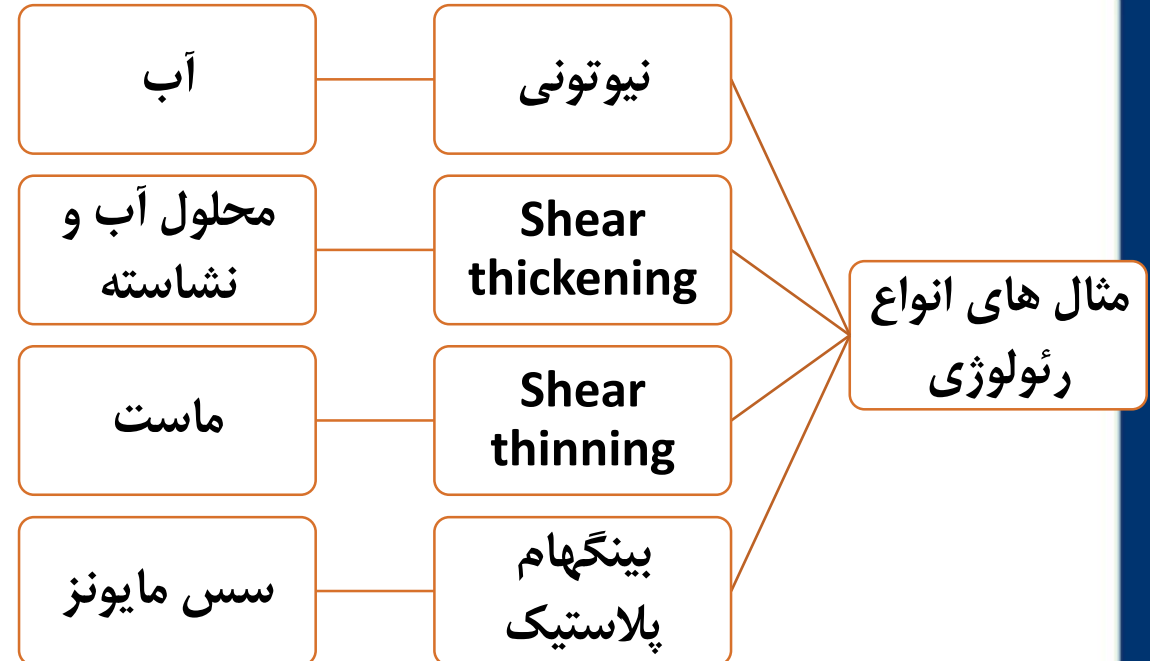 مثال های انواع
رئولوژی
نیوتونی
آب
Shear
thickening
محلول آب و
نشاسته
Shear
thinning
ماست
بینگهام
پلاستیک
سس مایونز